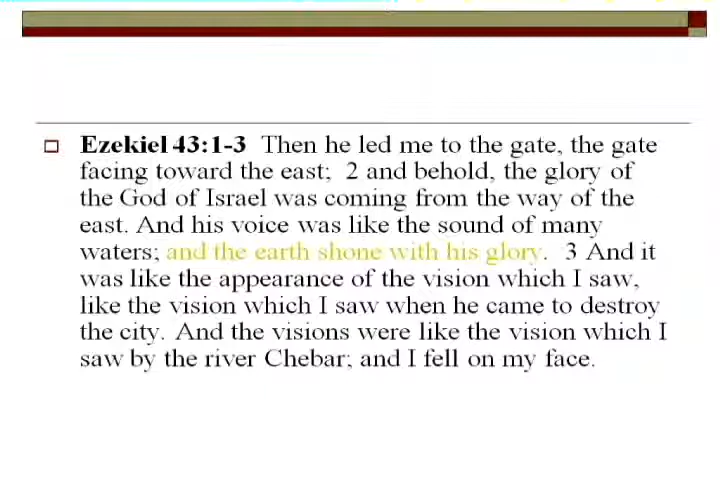 Ezekiel 43:1-3 Then he led me to the gate, the gate
facing toward the east; 2 and behold, the glory of
the God of Israel was coming from the way of the
east. And his voice was like the sound of many
waters; and the earth shone with his glory. 3 And it
was like the appearance of the vision which I saw,
like the vision which I saw when he came to destroy
the city. And the visions were like the vision which I
saw by the river Chebar; and I fell on my face.